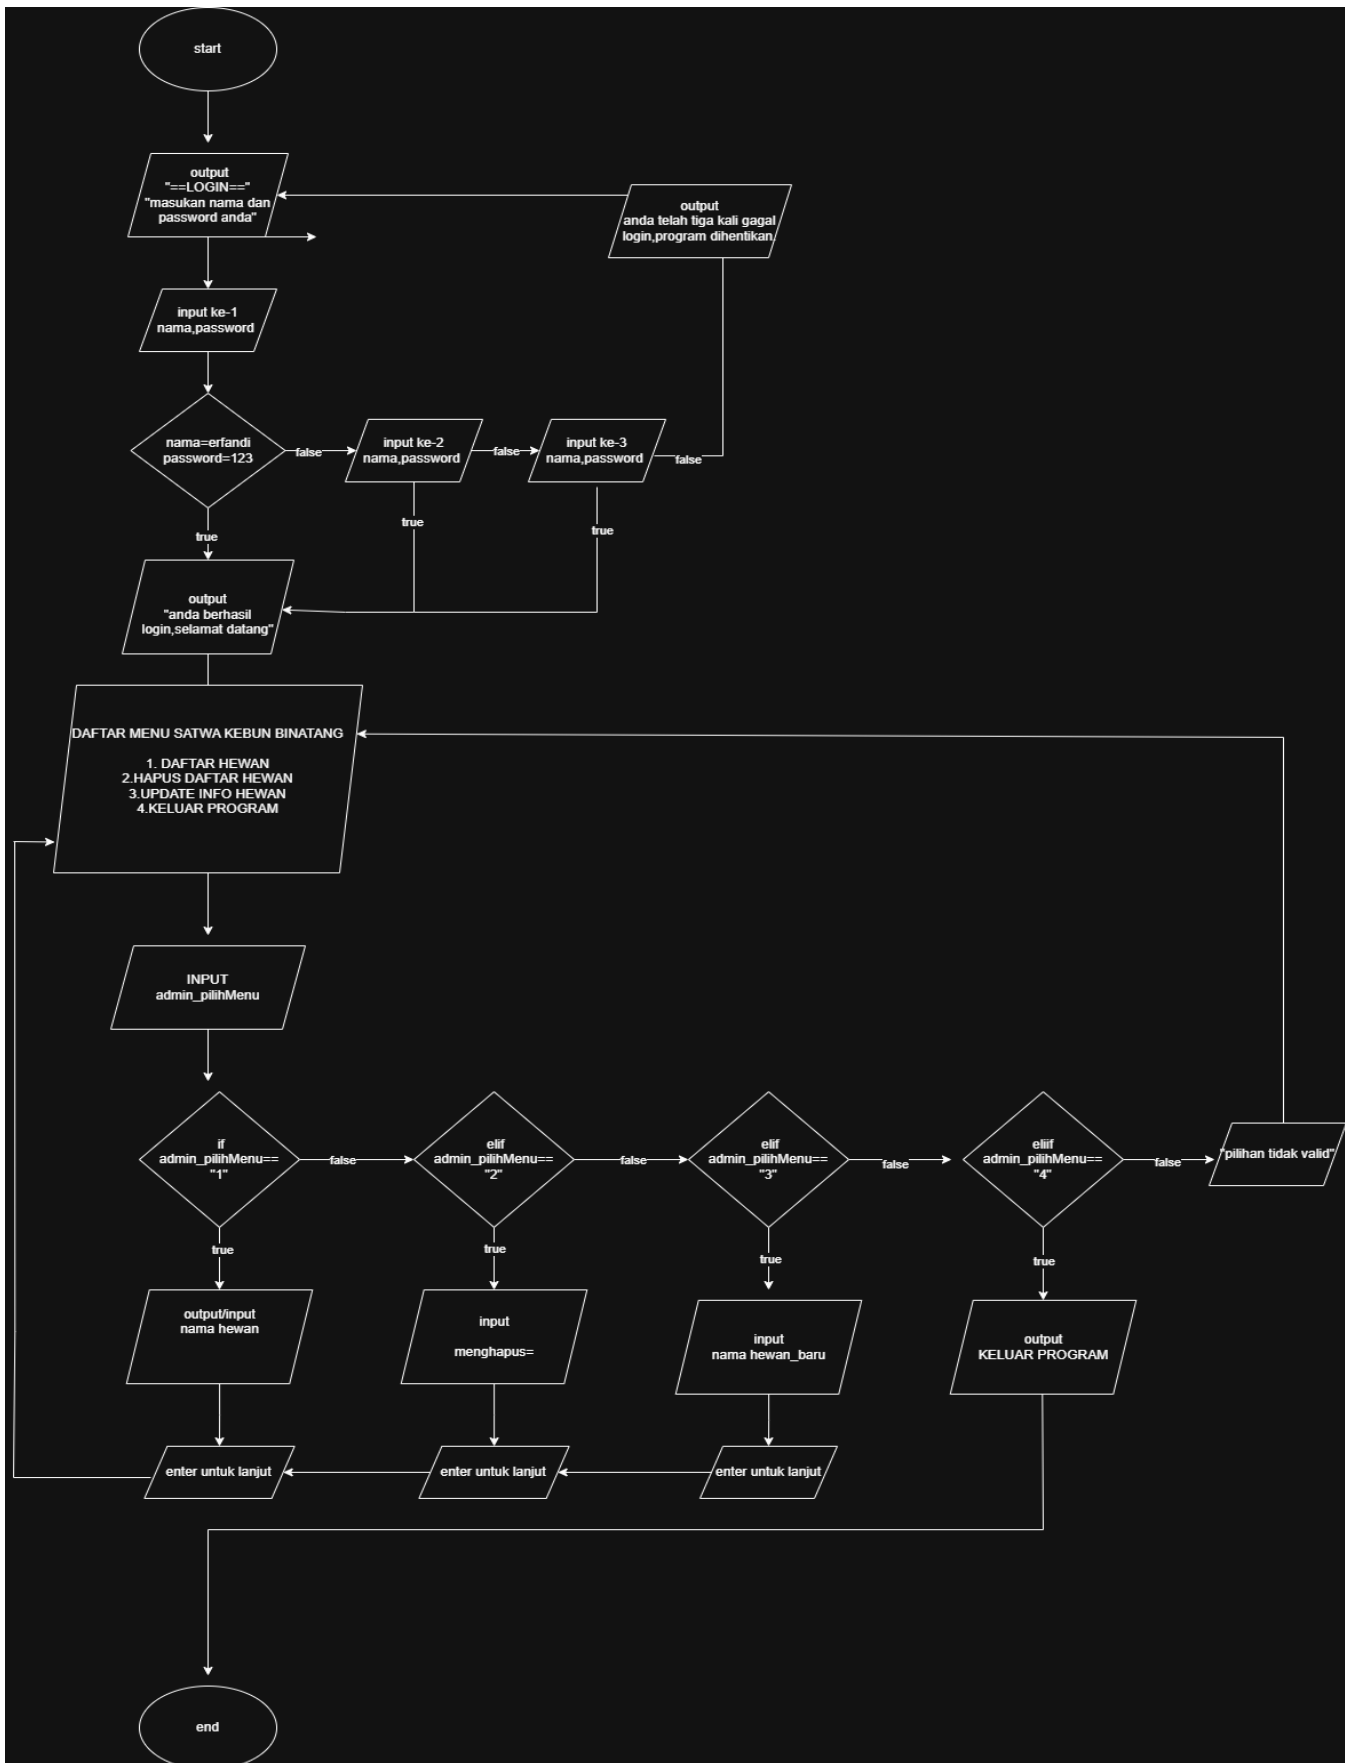 start
output
"==LOGIN=="
"masukan nama dan
password anda"
output
anda telah tiga kali gagal
login,program dihentikan
input ke-1
nama,password
nama=erfandi
password=123
false
input ke-2
nama,password
false
input ke-3
nama,password
false
true
true
true
output
"anda berhasil
login,selamat datang"
DAFTAR MENU SATWA KEBUN BINATANG
1. DAFTAR HEWAN
2.HAPUS DAFTAR HEWAN
3.UPDATE INFO HEWAN
4.KELUAR PROGRAM
INPUT
admin_pilihMenu
if
admin_pilihMenu==
"1"
false
elif
admin_pilihMenu==
"2"
false
elif
admin_pilihMenu==
"3"
false
eliif
admin_pilihMenu==
"4"
false
"pilihan tidak valid"
true
true
true
true
output/input
nama hewan
input
menghapus=
input
nama hewan_baru
output
KELUAR PROGRAM
enter untuk lanjut
enter untuk lanjut
enter untuk lanjut
end